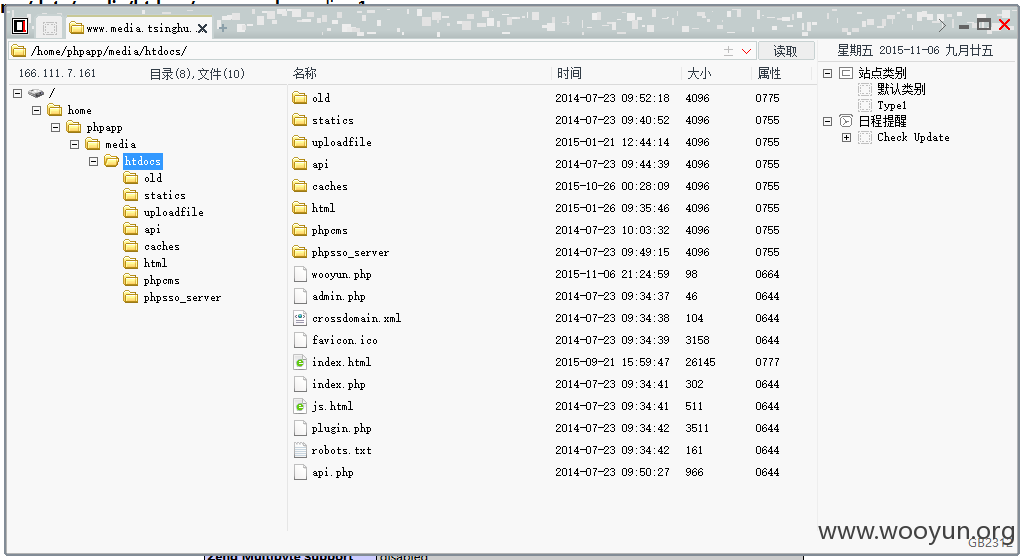 www.media.tsinghu.
/home/phpapp/media/htdocs/
读取
星期五 2015-11-06 九月廿五
166.111.7.161
目录(8),文件(10)
名称 时间 大小 属性
/
home
phpapp
media
htdocs
old
statics
uploadfile
api
caches
html
phpcms
phpsso_server
old 2014-07-23 09:52:18 4096 0775
statics 2014-07-23 09:40:52 4096 0755
uploadfile 2015-01-21 12:44:14 4096 0755
api 2014-07-23 09:44:39 4096 0755
caches 2015-10-26 00:28:09 4096 0755
html 2015-01-26 09:35:46 4096 0755
phpcms 2014-07-23 10:03:32 4096 0755
phpsso_server 2014-07-23 09:49:15 4096 0755
wooyun.php 2015-11-06 21:24:59 98 0664
admin.php 2014-07-23 09:34:37 46 0644
crossdomain.xml 2014-07-23 09:34:38 104 0644
favicon.ico 2014-07-23 09:34:39 3158 0644
index.html 2015-09-21 15:59:47 26145 0777
index.php 2014-07-23 09:34:41 302 0644
js.html 2014-07-23 09:34:41 511 0644
plugin.php 2014-07-23 09:34:42 3511 0644
robots.txt 2014-07-23 09:34:42 161 0644
api.php 2014-07-23 09:50:27 966 0644
站点类别
默认类别
Type1
日程提醒
Check Update
www.wooyun.org
GB2312
Zend Multibyte Support disabled